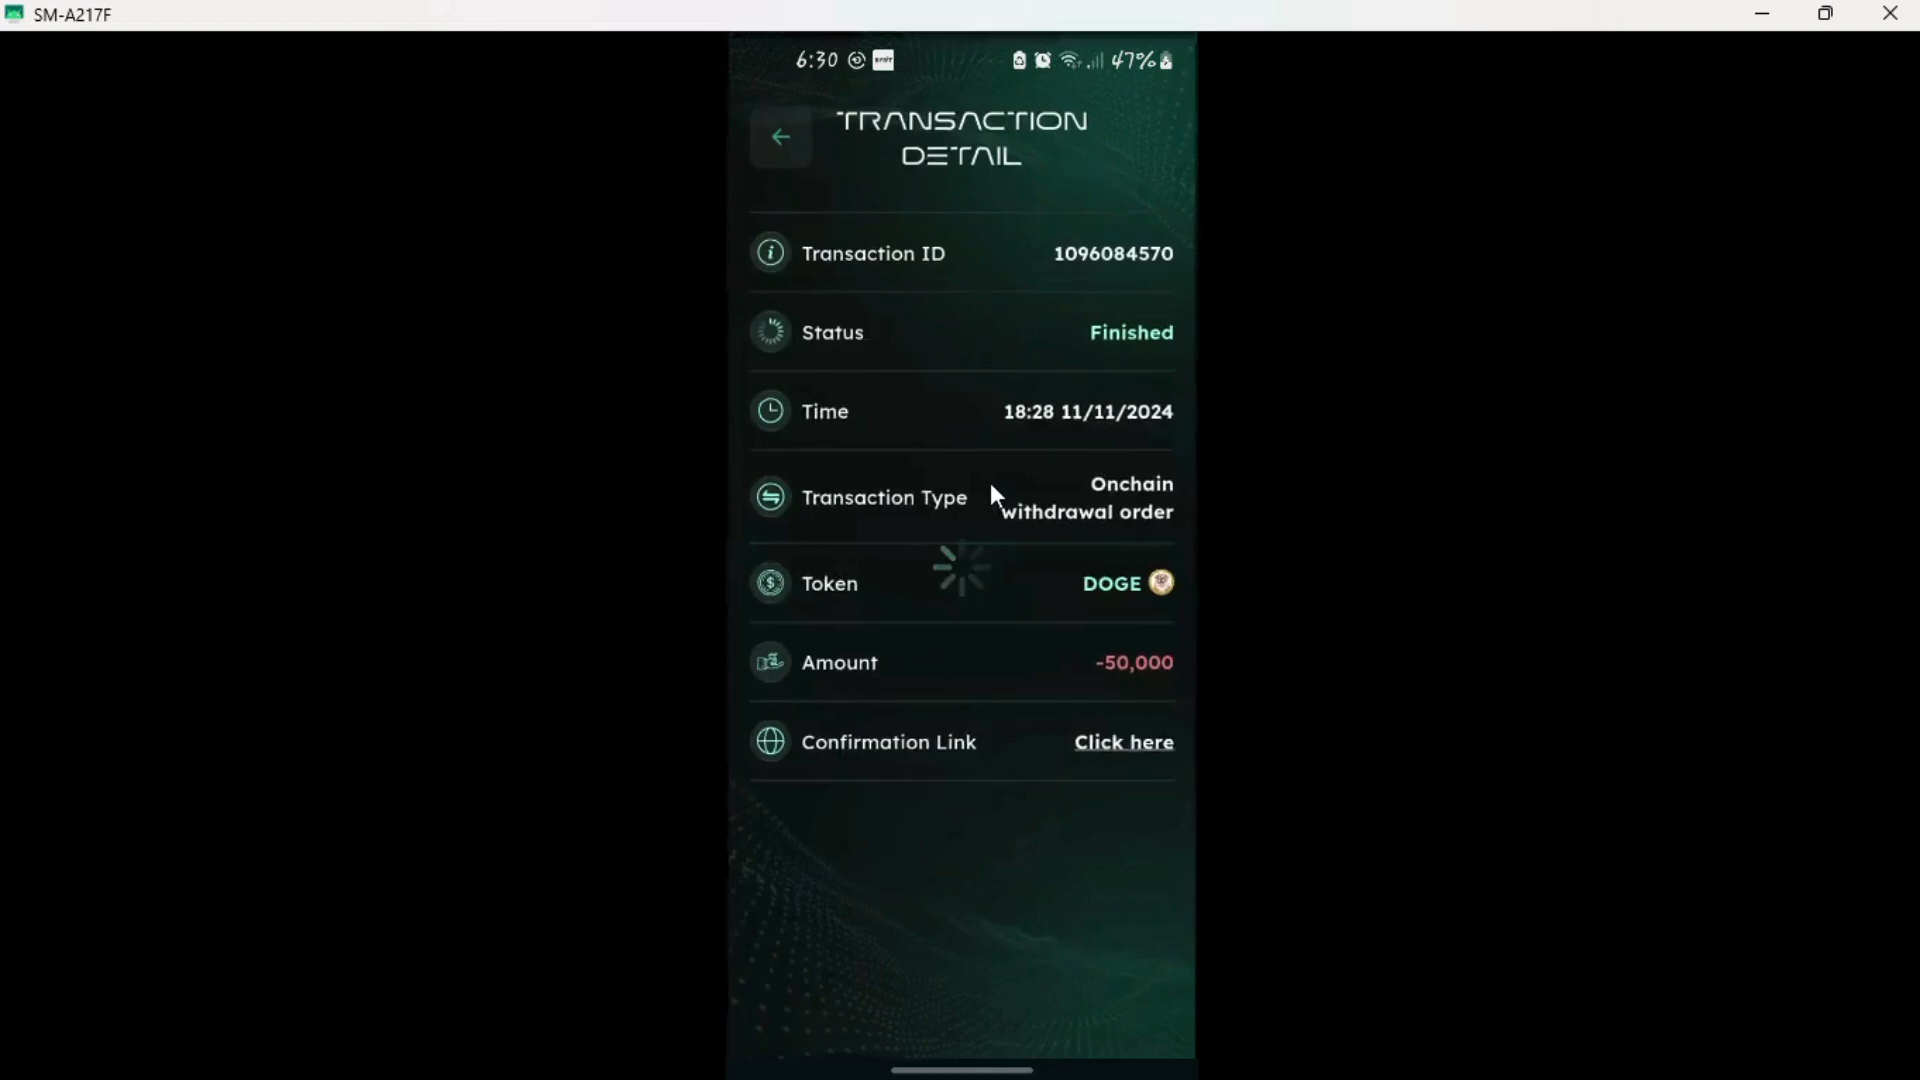 SM-A217F
6:30 47%
TRANSACTION
DETAIL
Transaction ID 1096084570
Status Finished
Time 18:28 11/11/2024
Transaction Type Onchain
withdrawal order
Token DOGE
Amount -50,000
Confirmation Link Click here